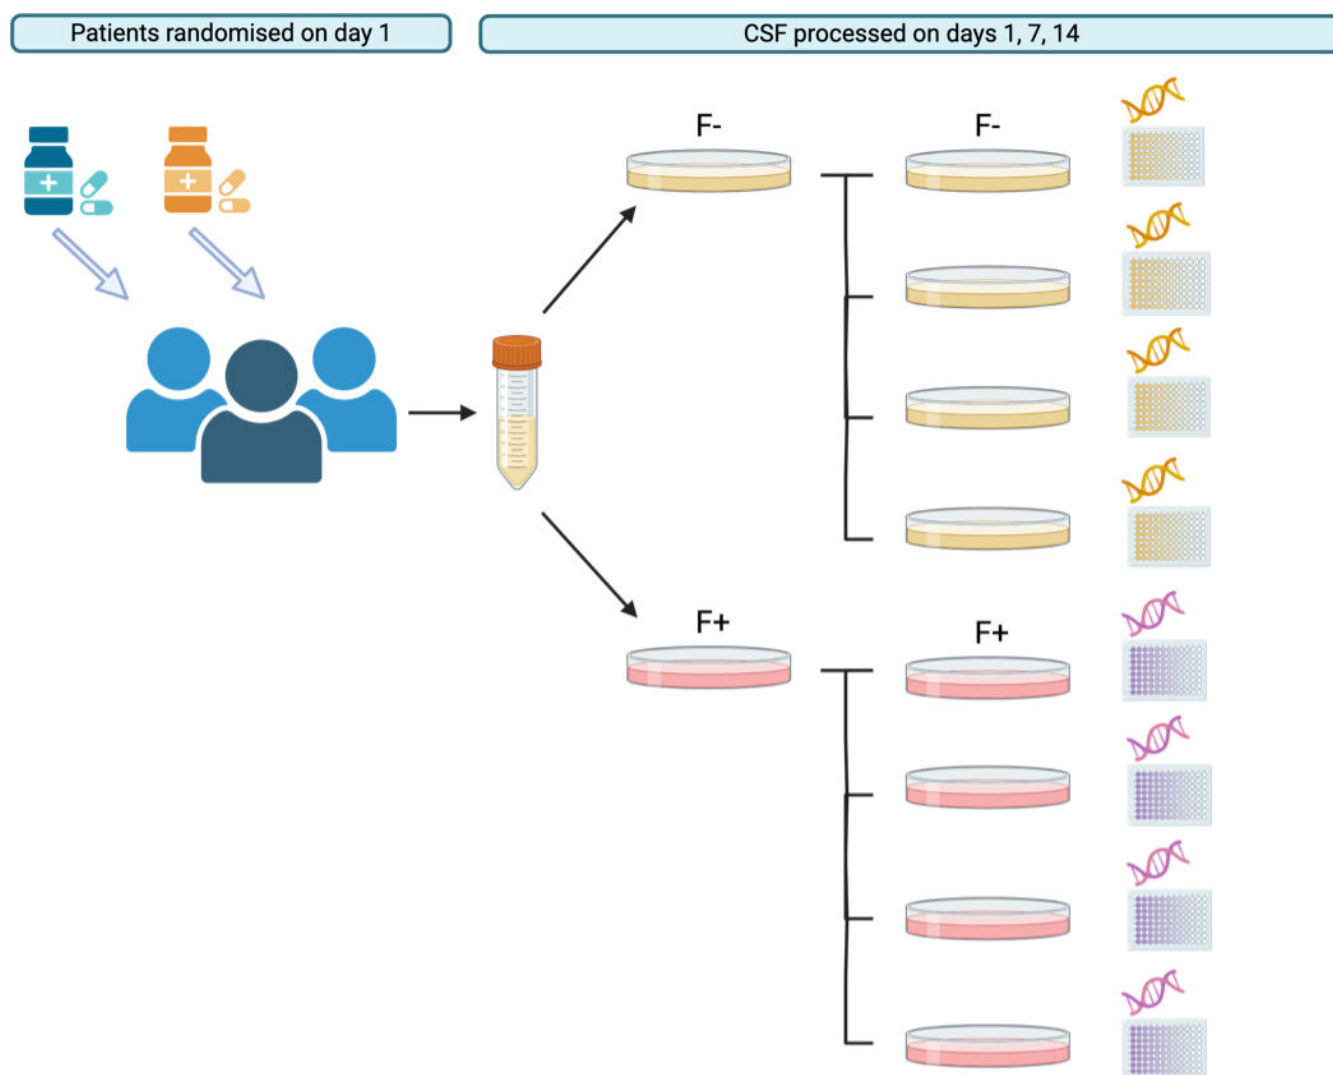 Patients randomised on day 1
CSF processed on days 1, 7, 14
F-
F-
F+
F+